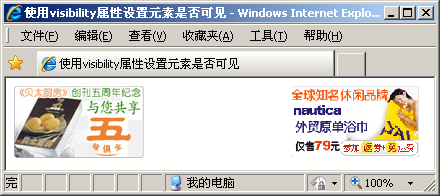 使用visibility属性设置元素是否可见 - Windows Internet Explo...
文件(F) 编辑(E) 查看(V) 收藏夹(A) 工具(T) 帮助(H)
使用visibility属性设置元素是否可见
《贝太厨房》创刊五周年纪念
与您共享
五
全球知名休闲品牌
nautica
外贸原单浴巾
仅售79元
完 我的电脑 100%